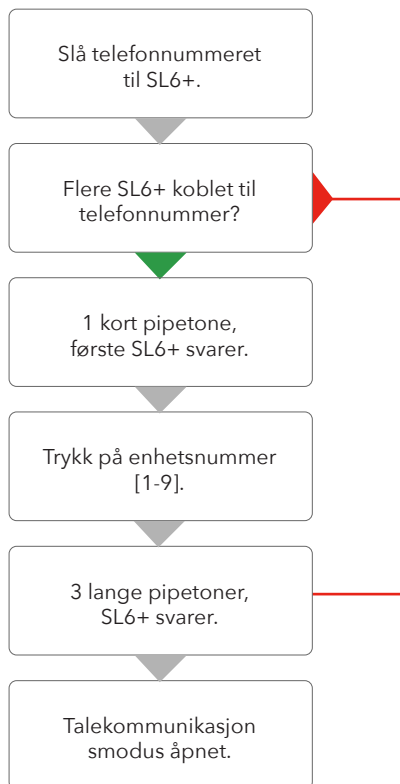 Slå telefonnummeret
til SL6+.
Flere SL6+ koblet til
telefonnummer?
1 kort pipetone,
første SL6+ svarer.
Trykk på enhetsnummer
[1-9].
3 lange pipetoner,
SL6+ svarer.
Talekommunikasjon
smodus åpnet.